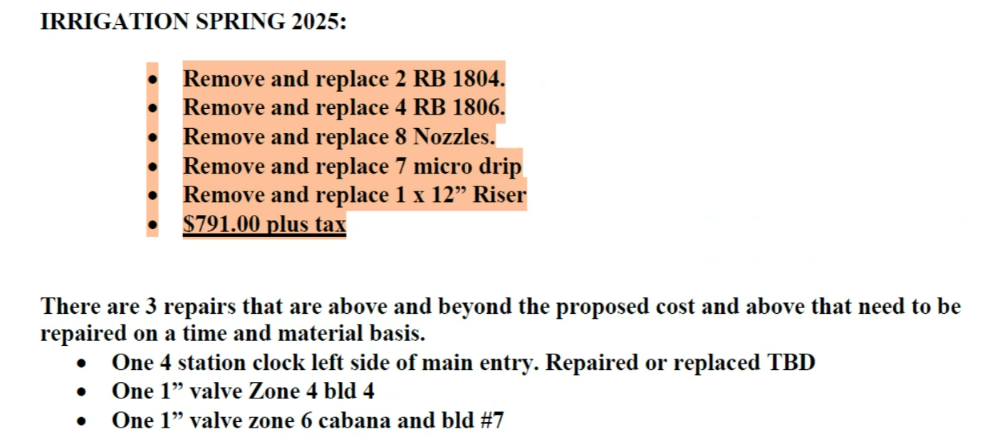 IRRIGATION SPRING 2025:
• Remove and replace 2 RB 1804.
• Remove and replace 4 RB 1806.
• Remove and replace 8 Nozzles.
• Remove and replace 7 micro drip
• Remove and replace 1 x 12” Riser
• $791.00 plus tax
There are 3 repairs that are above and beyond the proposed cost and above that need to be
repaired on a time and material basis.
• One 4 station clock left side of main entry. Repaired or replaced TBD
• One 1” valve Zone 4 bld 4
• One 1” valve zone 6 cabana and bld #7